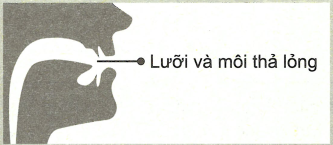 Lưỡi và môi thả lỏng